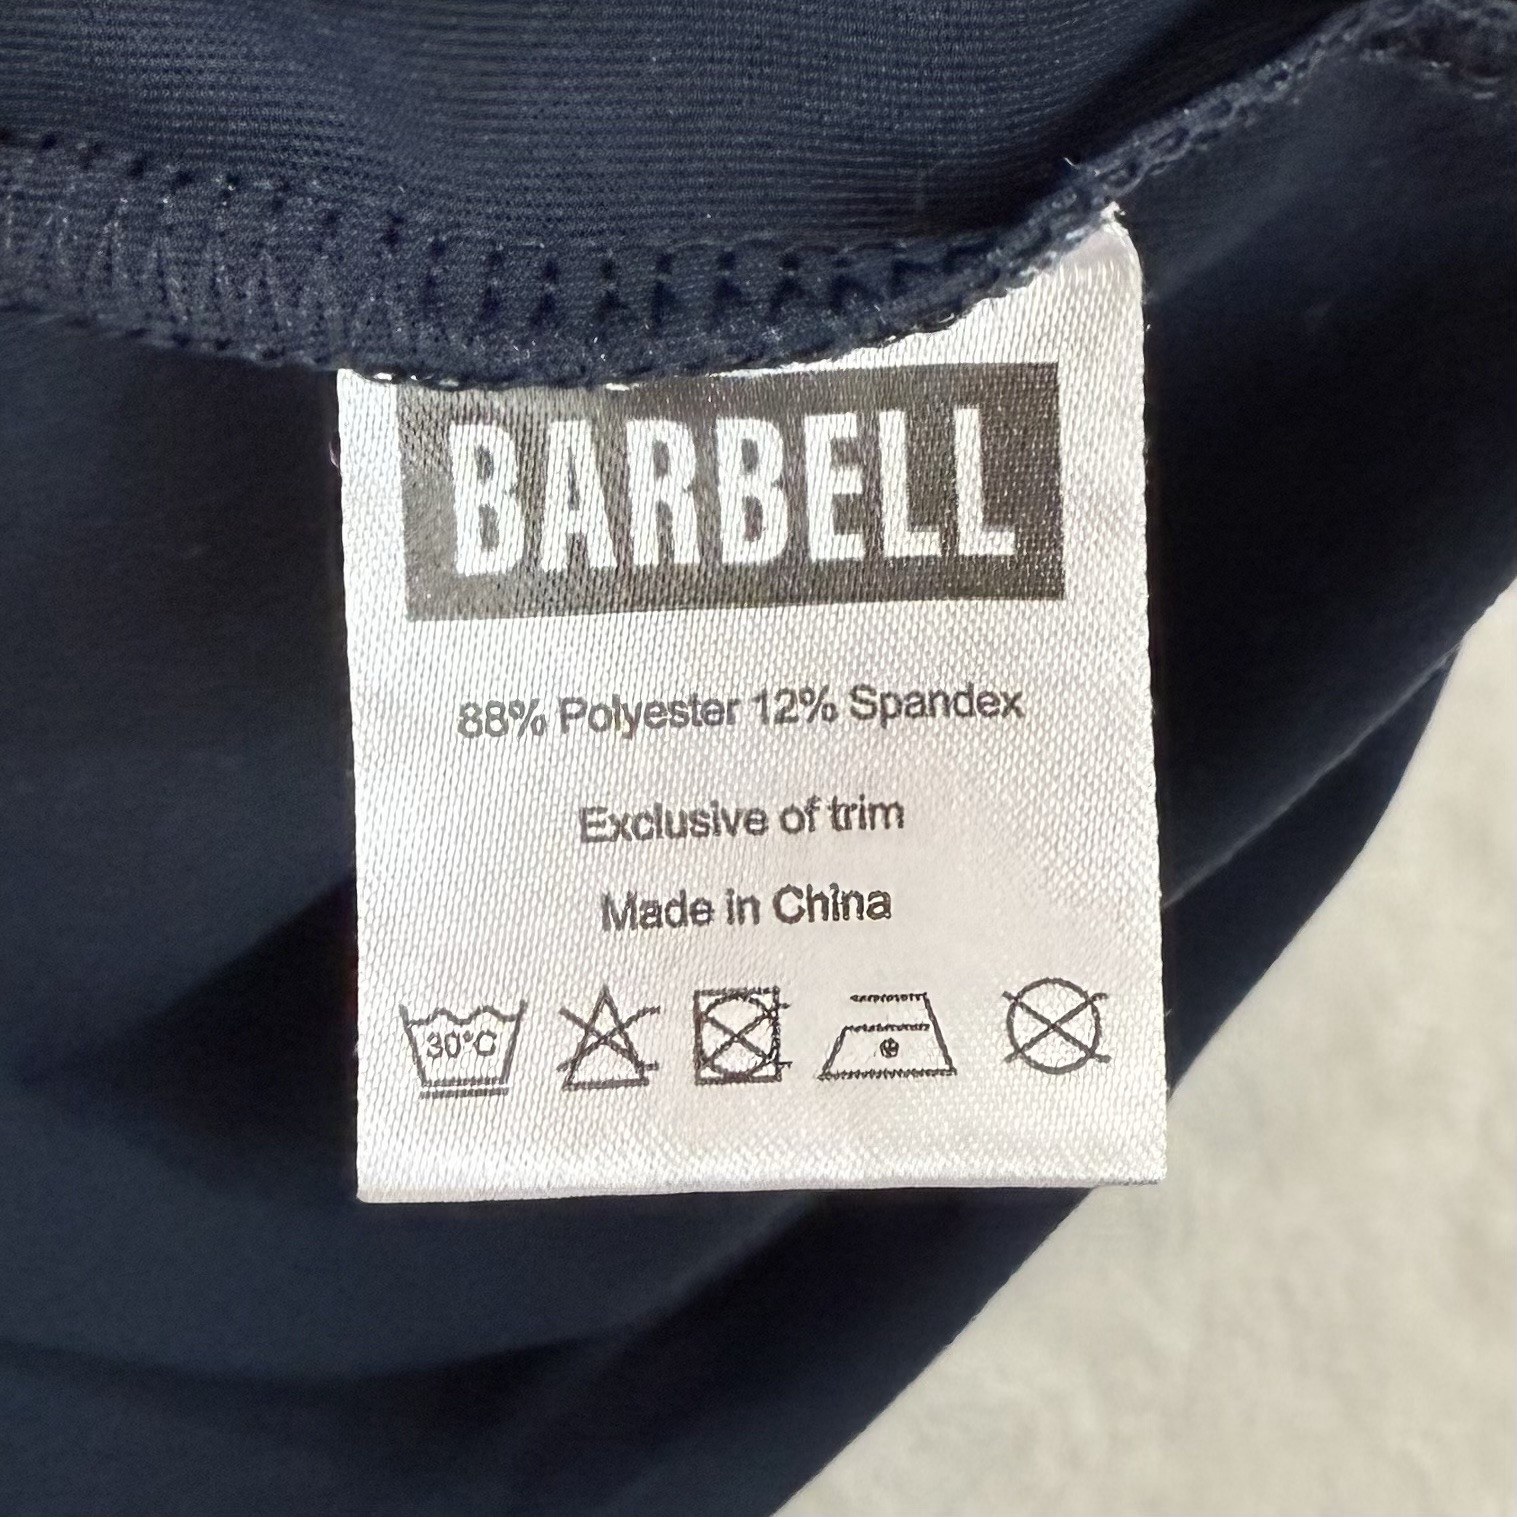 BARBELL
88% Polyester 12% Spandex
Exclusive of trim
Made in China
30°C